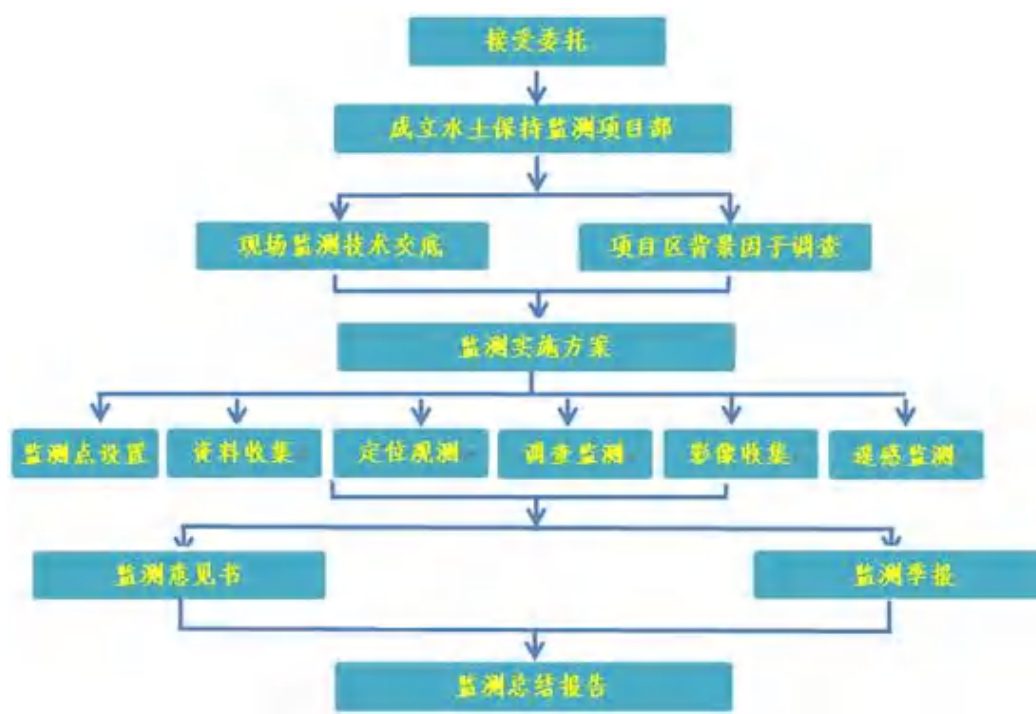 接受委托
成立水土保持监测项目部
现场监测技术交底
项目区背景因子调查
监测实施方案
监测点设置
资料收集
定位观测
调查监测
影像收集
遥感监测
监测意见书
监测季报
监测总结报告